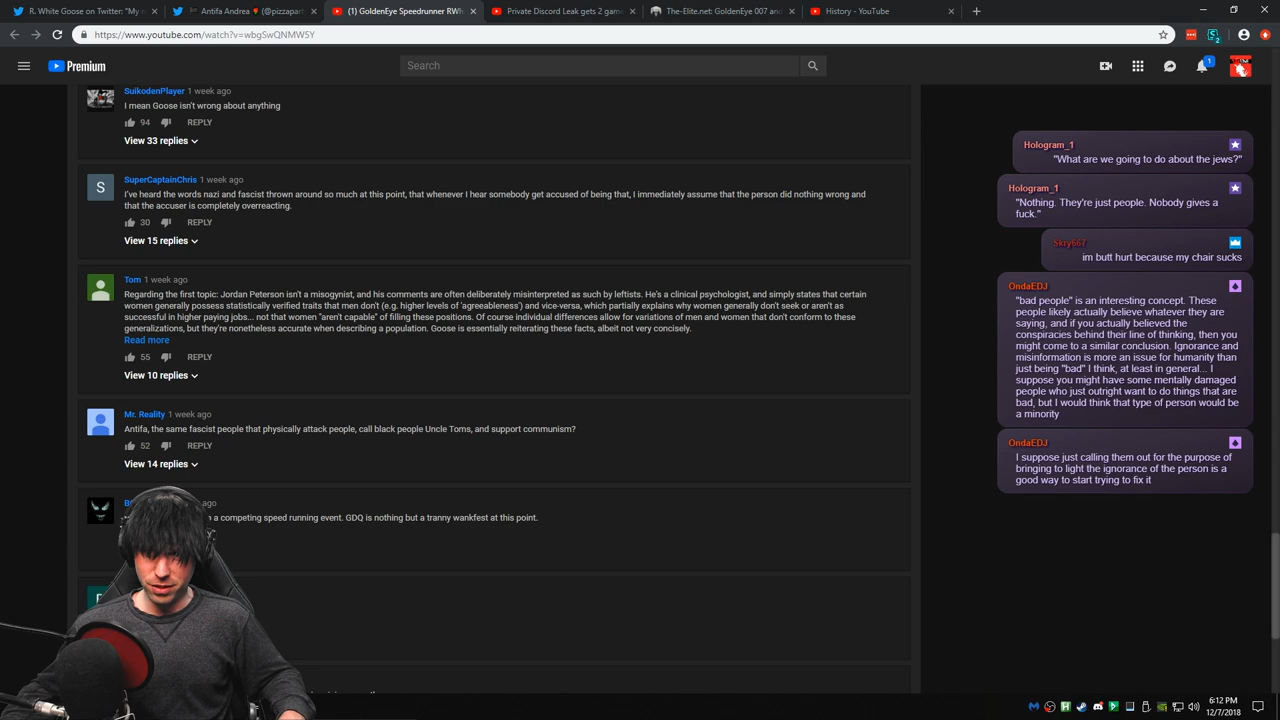 R. White Goose on Twitter: "My n
Antifa Andrea
(@pizzaparty
(1) GoldenEye Speedrunner RWh
Private Discord Leak gets 2 game
The-Elite.net: GoldenEye 007 and
History - YouTube
https://www.youtube.com/watch?v=wbgSwQNMW5Y
2
Premium
Search
1
SuikodenPlayer 1 week ago
I mean Goose isn't wrong about anything
94 REPLY
View 33 replies
S
SuperCaptainChris 1 week ago
I've heard the words nazi and fascist thrown around so much at this point, that whenever I hear somebody get accused of being that, I immediately assume that the person did nothing wrong and
that the accuser is completely overreacting.
30 REPLY
View 15 replies
Tom 1 week ago
Regarding the first topic: Jordan Peterson isn't a misogynist, and his comments are often deliberately misinterpreted as such by leftists. He's a clinical psychologist, and simply states that certain
women generally possess statistically verified traits that men don't (e.g. higher levels of 'agreeableness') and vice-versa, which partially explains why women generally don't seek or aren't as
successful in higher paying jobs... not that women "aren't capable" of filling these positions. Of course individual differences allow for variations of men and women that don't conform to these
generalizations, but they're nonetheless accurate when describing a population. Goose is essentially reiterating these facts, albeit not very concisely.
Read more
55 REPLY
View 10 replies
Mr. Reality 1 week ago
Antifa, the same fascist people that physically attack people, call black people Uncle Toms, and support communism?
52 REPLY
View 14 replies
ago
a competing speed running event. GDQ is nothing but a tranny wankfest at this point.
Hologram_1
"What are we going to do about the jews?"
Hologram_1
"Nothing. They're just people. Nobody gives a
fuck."
Skry667
im butt hurt because my chair sucks
OndaEDJ
"bad people" is an interesting concept. These
people likely actually believe whatever they are
saying, and if you actually believed the
conspiracies behind their line of thinking, then you
might come to a similar conclusion. Ignorance and
misinformation is more an issue for humanity than
just being "bad" I think, at least in general... I
suppose you might have some mentally damaged
people who just outright want to do things that are
bad, but I would think that type of person would be
a minority
OndaEDJ
I suppose just calling them out for the purpose of
bringing to light the ignorance of the person is a
good way to start trying to fix it
6:12 PM
12/7/2018